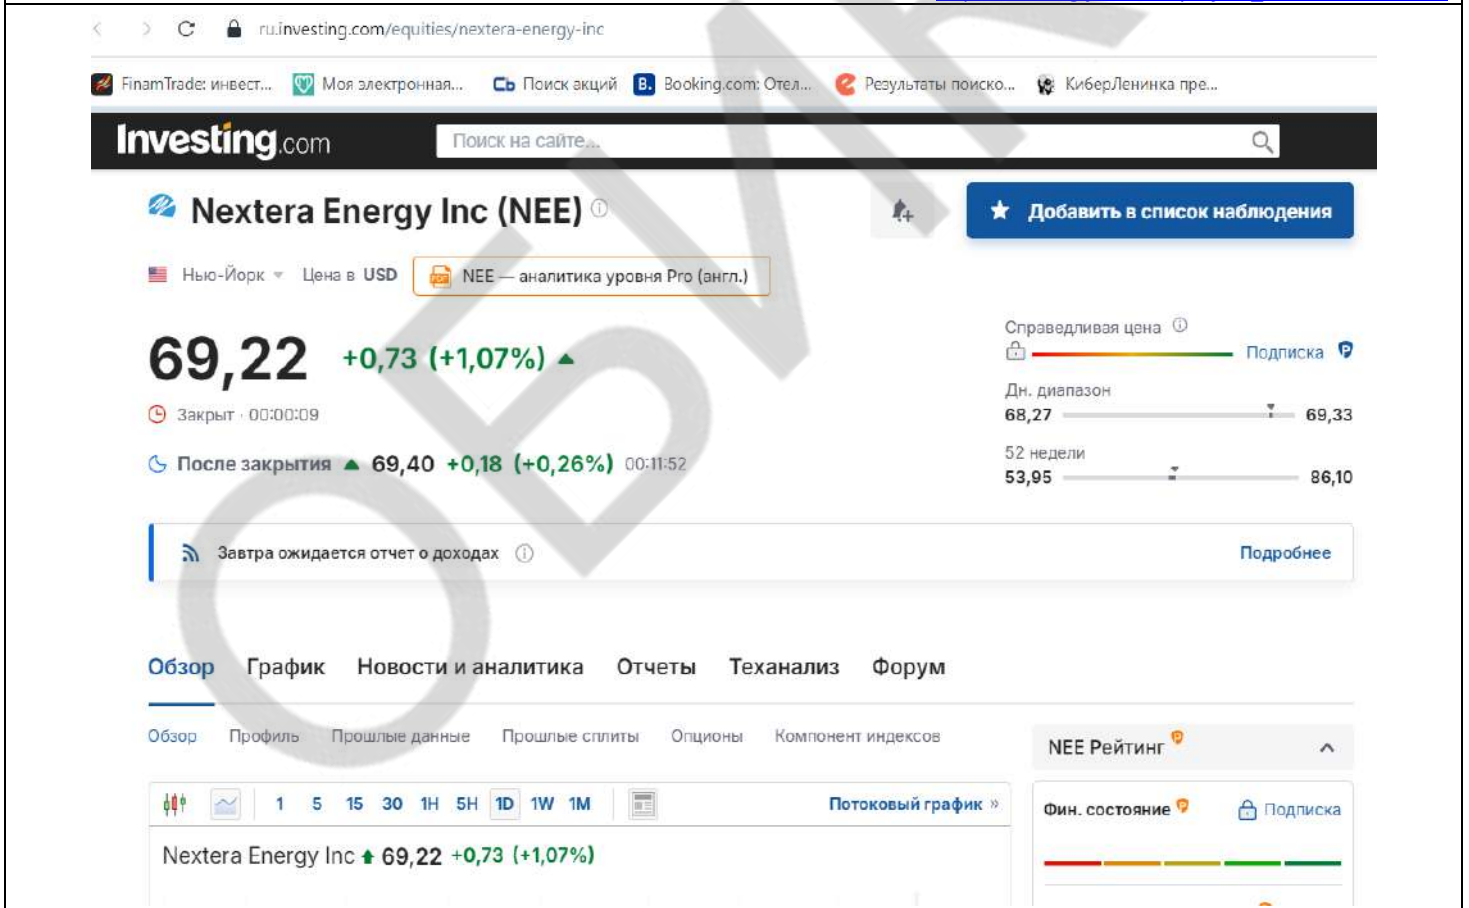 ru.investing.com/equities/nextera-energy-inc
FinamTrade: инвест... Моя электронная... Сь Поиск акций B. Booking.com: Отел... Результаты поиско... КиберЛенинка пре...
Investing.com Поиск на сайте...
Nextera Energy Inc (NEE) Добавить в список наблюдения
Нью-Йорк Цена в USD NEE — аналитика уровня Pro (англ.)
69,22 +0,73 (+1,07%)
Закрыт · 00:00:09
После закрытия 69,40 +0,18 (+0,26%) 00:11:52
Справедливая цена
Подписка
Дн. диапазон
68,27 69,33
52 недели
53,95 86,10
Завтра ожидается отчет о доходах Подробнее
Обзор График Новости и аналитика Отчеты Теханализ Форум
Обзор Профиль Прошлые данные Прошлые сплиты Опционы Компонент индексов
1 5 15 30 1H 5H 1D 1W 1M Потоковый график »
Nextera Energy Inc 69,22 +0,73 (+1,07%)
NEE Рейтинг
Фин. состояние Подписка
ОБИК